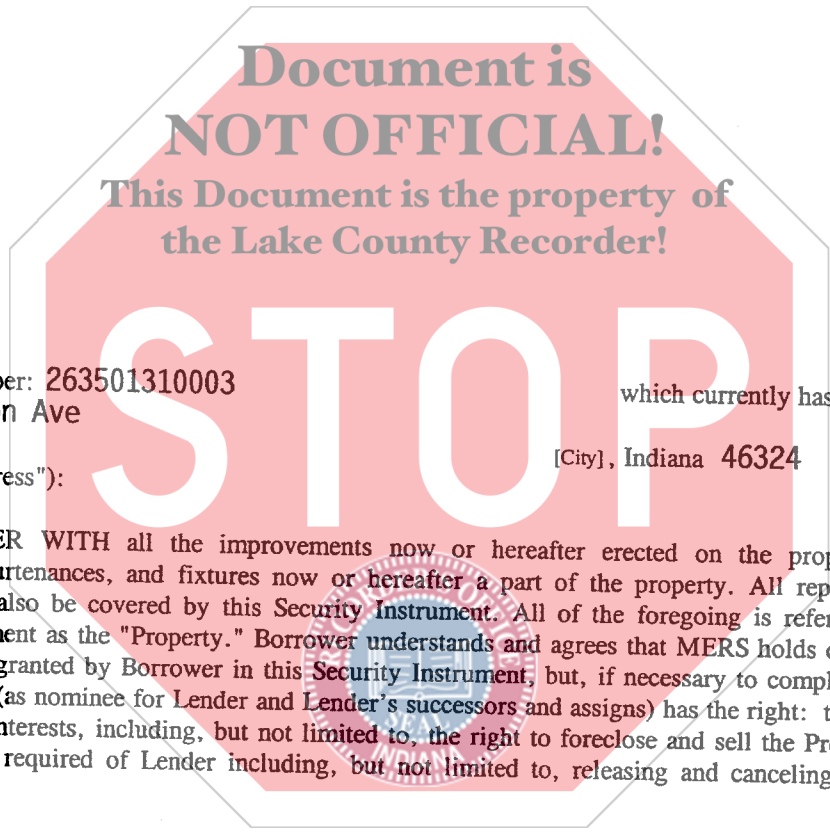 Document is
NOT OFFICIAL!
This Document is the property of
the Lake County Recorder!
STOP
ber: 263501310003
which currently has
on Ave
[City], Indiana 46324
ress"):
ER WITH all the improvements now or hereafter erected on the prop
urtenances, and fixtures now or hereafter a part of the property. All rep
also be covered by this Security Instrument. All of the foregoing is refer
ment as the "Property." Borrower understands and agrees that MERS holds
granted by Borrower in this Security Instrument, but, if necessary to compl
(as nominee for Lender and Lender's successors and assigns) has the right: t
nterests, including, but not limited to, the right to foreclose and sell the Pro
required of Lender including, but not limited to, releasing and canceling
SEAL
INDIANA